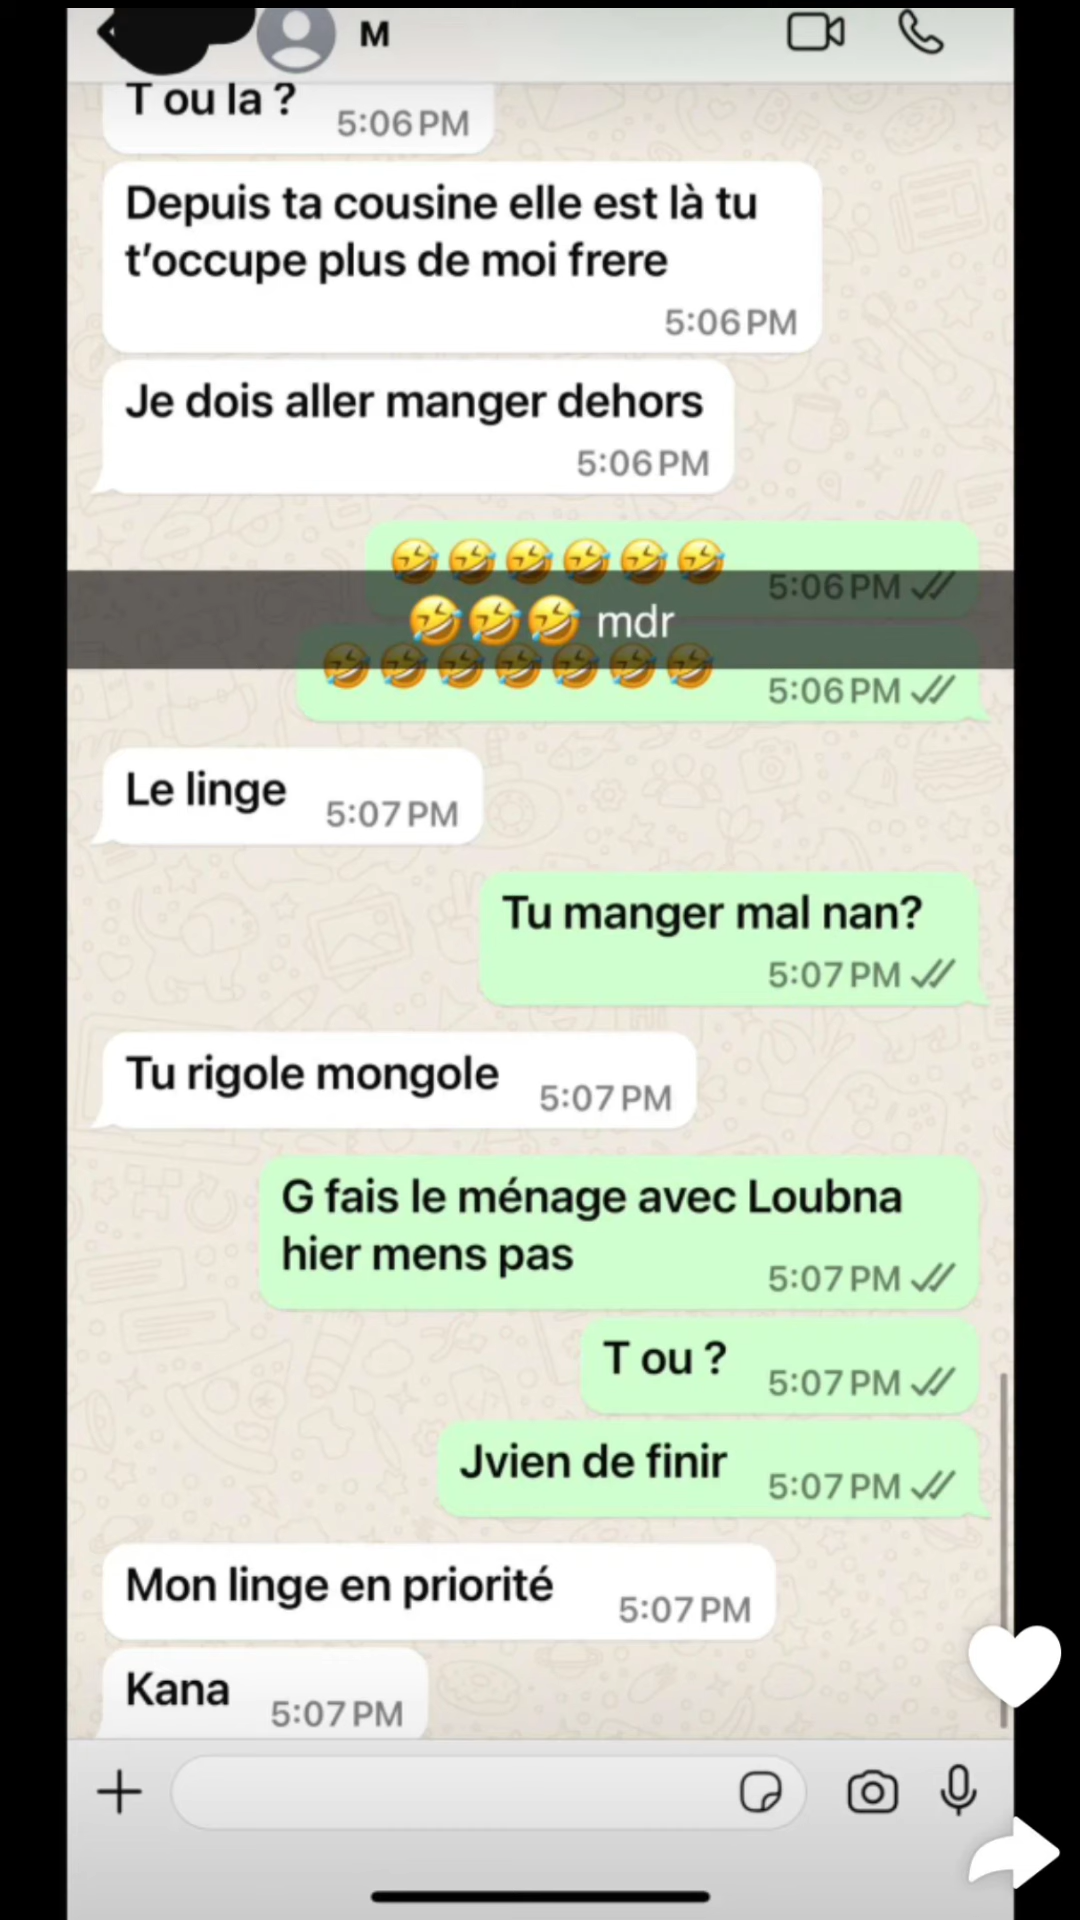 M
T ou la ?
5:06 PM
Depuis ta cousine elle est là tu
t'occupe plus de moi frere
5:06 PM
Je dois aller manger dehors
5:06 PM
🤣🤣🤣🤣🤣🤣
5:06 PM
🤣🤣🤣 mdr
🤣🤣🤣🤣🤣🤣🤣
5:06 PM
Le linge
5:07 PM
Tu manger mal nan?
5:07 PM
Tu rigole mongole
5:07 PM
G fais le ménage avec Loubna
hier mens pas
5:07 PM
T ou ?
5:07 PM
Jvien de finir
5:07 PM
Mon linge en priorité
5:07 PM
Kana
5:07 PM